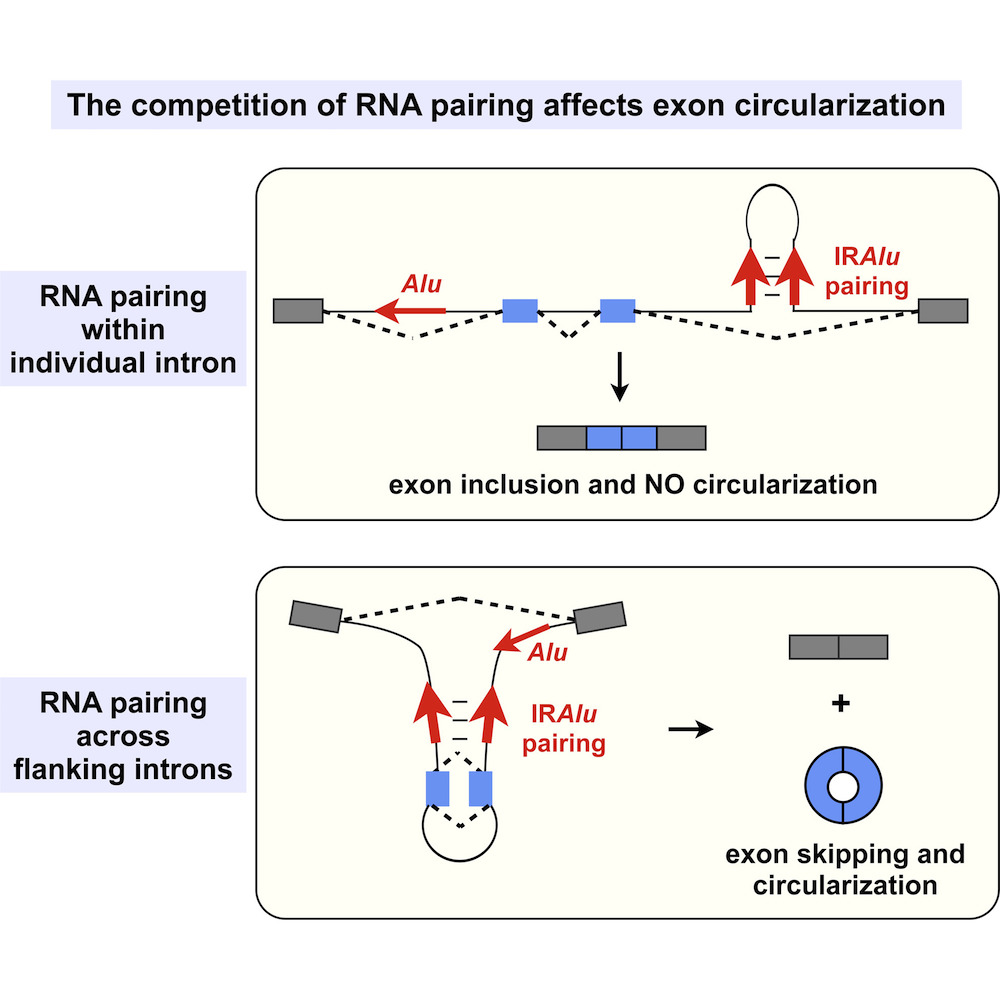 The competition of RNA pairing affects exon circularization
RNA pairing
within
individual intron
Alu
IRAlu
pairing
exon inclusion and NO circularization
RNA pairing
across
flanking introns
Alu
IRAlu
pairing
+
exon skipping and
circularization